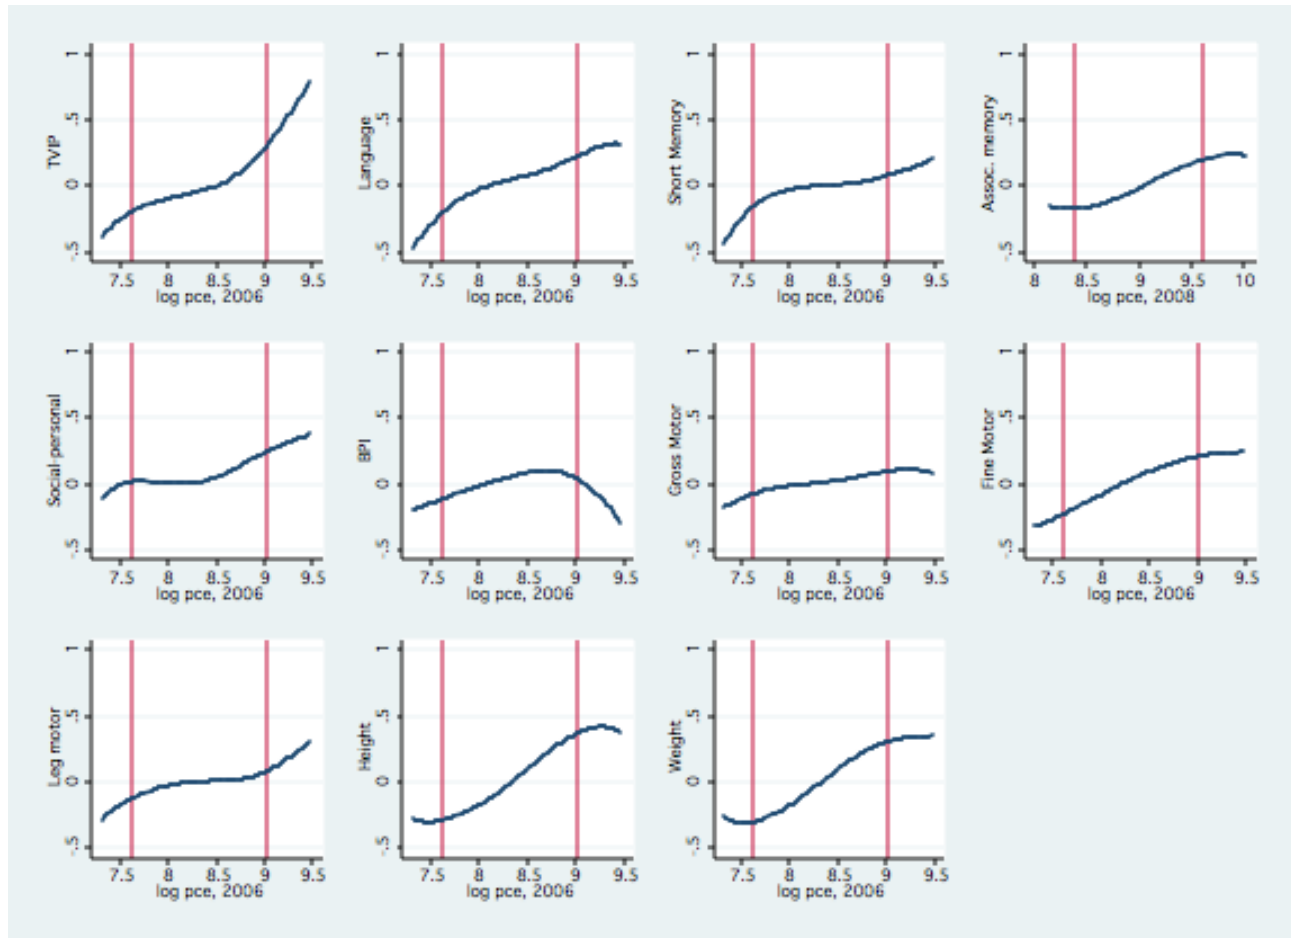 TVIP
1
.5
0
-.5
7.5 8 8.5 9 9.5
log pce, 2006
Language
1
.5
0
-.5
7.5 8 8.5 9 9.5
log pce, 2006
Short Memory
1
.5
0
-.5
7.5 8 8.5 9 9.5
log pce, 2006
Assoc. memory
1
.5
0
-.5
8 8.5 9 9.5 10
log pce, 2008
Social-personal
1
.5
0
-.5
7.5 8 8.5 9 9.5
log pce, 2006
BPI
1
.5
0
-.5
7.5 8 8.5 9 9.5
log pce, 2006
Gross Motor
1
.5
0
-.5
7.5 8 8.5 9 9.5
log pce, 2006
Fine Motor
1
.5
0
-.5
7.5 8 8.5 9 9.5
log pce, 2006
Leg motor
1
.5
0
-.5
7.5 8 8.5 9 9.5
log pce, 2006
Height
1
.5
0
-.5
7.5 8 8.5 9 9.5
log pce, 2006
Weight
1
.5
0
-.5
7.5 8 8.5 9 9.5
log pce, 2006